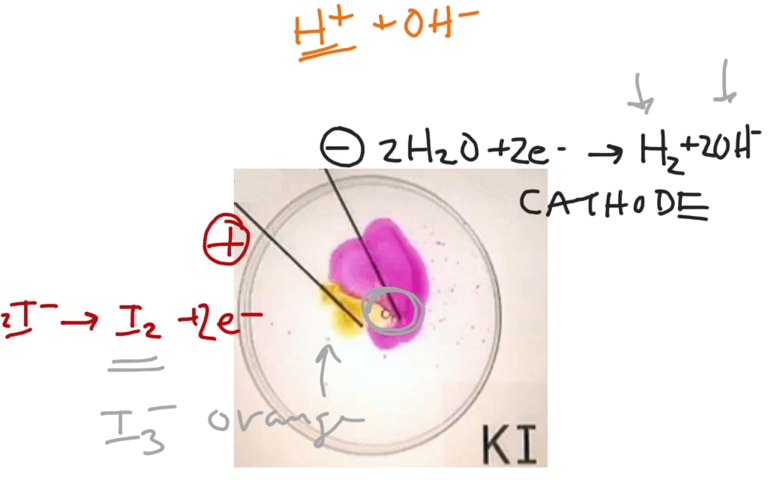 H⁺ + OH⁻
⊖ 2H₂O + 2e⁻ → H₂ + 2OH⁻
CATHODE
⊕
2I⁻ → I₂ + 2e⁻
I₃⁻ orange
KI